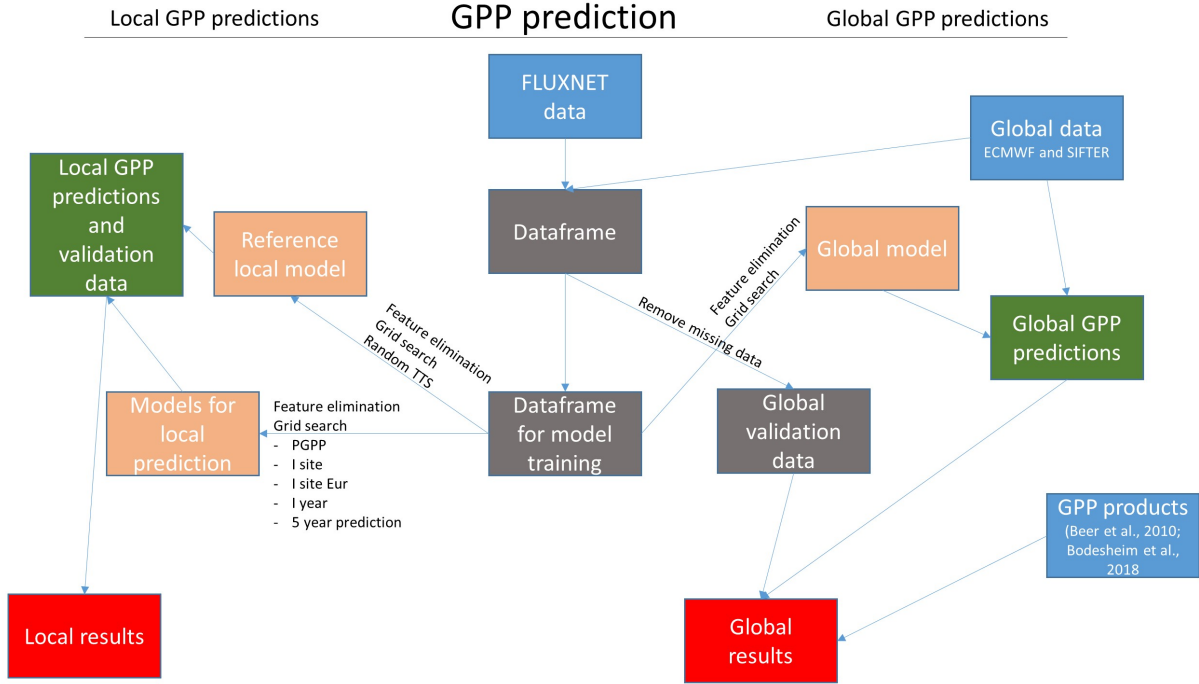 Local GPP predictions
GPP prediction
Global GPP predictions
FLUXNET
data
Global data
ECMWF and SIFTER
Local GPP
predictions
and
validation
data
Reference
local model
Dataframe
Global model
Feature elimination
Grid search
Remove missing data
Feature elimination
Grid search
Random TTS
Global GPP
predictions
Models for
local
prediction
Feature elimination
Grid search
- PGPP
- I site
- I site Eur
- I year
- 5 year prediction
Dataframe
for model
training
Global
validation
data
GPP products
(Beer et al., 2010;
Bodesheim et al.,
2018
Local results
Global
results